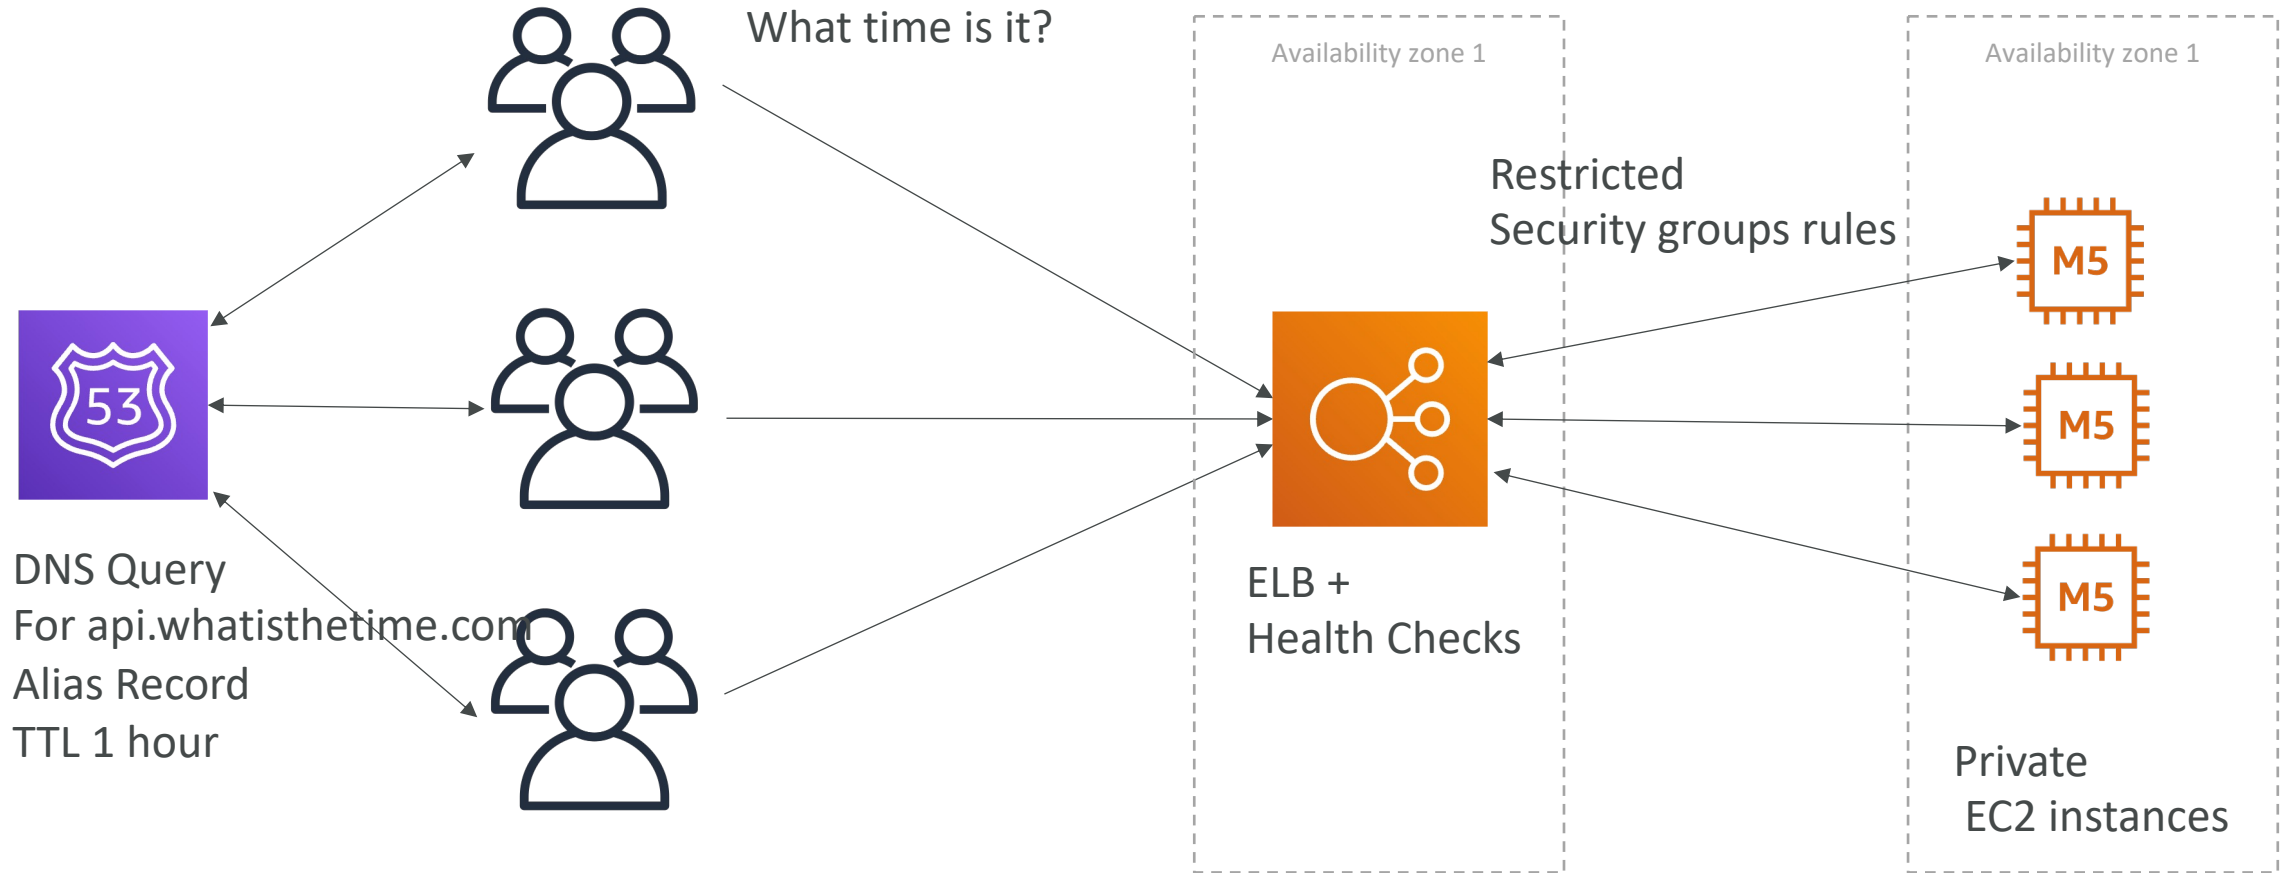 What time is it?
Availability zone 1
Availability zone 1
Restricted
Security groups rules
M5
53
M5
DNS Query
For api.whatisthetime.com
Alias Record
TTL 1 hour
ELB +
Health Checks
M5
Private
EC2 instances